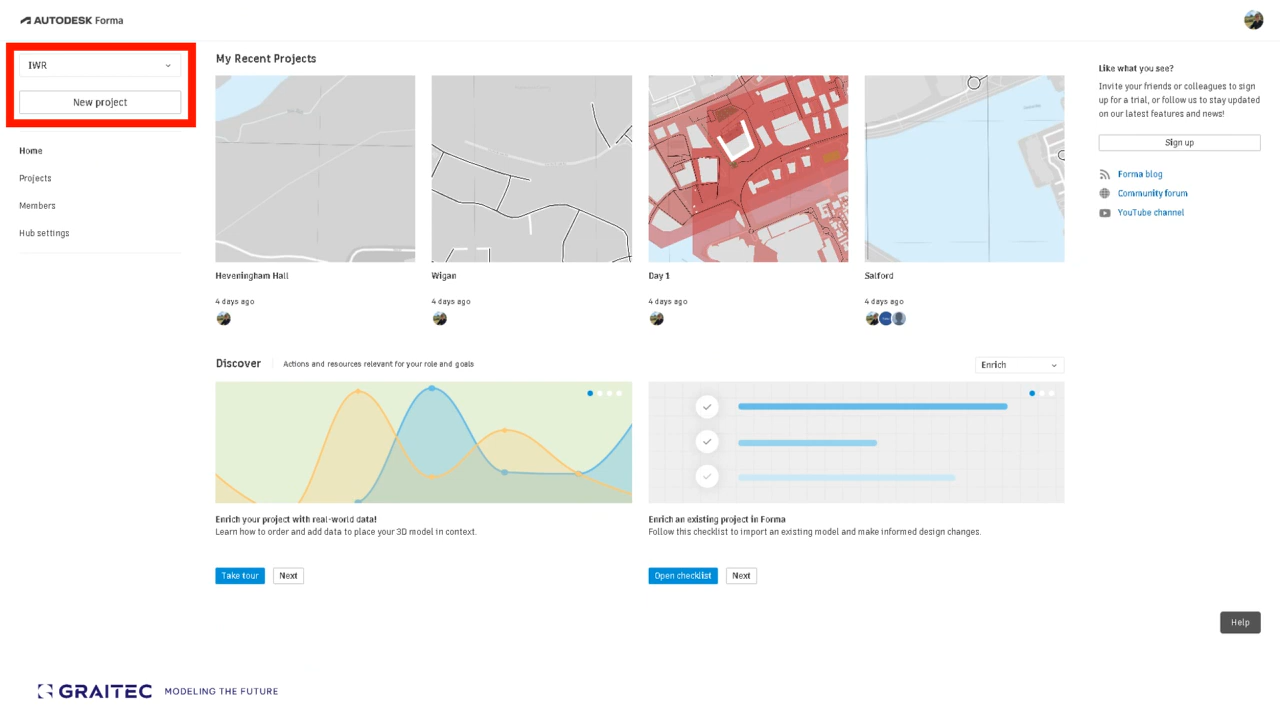 AUTODESK Forma
IWR
New project
Home
Projects
Members
Hub settings
My Recent Projects
Heveningham Hall
4 days ago
Wigan
4 days ago
Day 1
4 days ago
Salford
4 days ago
Like what you see?
Invite your friends or colleagues to sign
up for a trial, or follow us to stay updated
on our latest features and news!
Sign up
Forma blog
Community forum
YouTube channel
Discover
Actions and resources relevant for your role and goals
Enrich
Enrich your project with real-world data!
Learn how to order and add data to place your 3D model in context.
Take tour
Next
Enrich an existing project in Forma
Follow this checklist to import an existing model and make informed design changes.
Open checklist
Next
Help
GRAITEC MODELING THE FUTURE